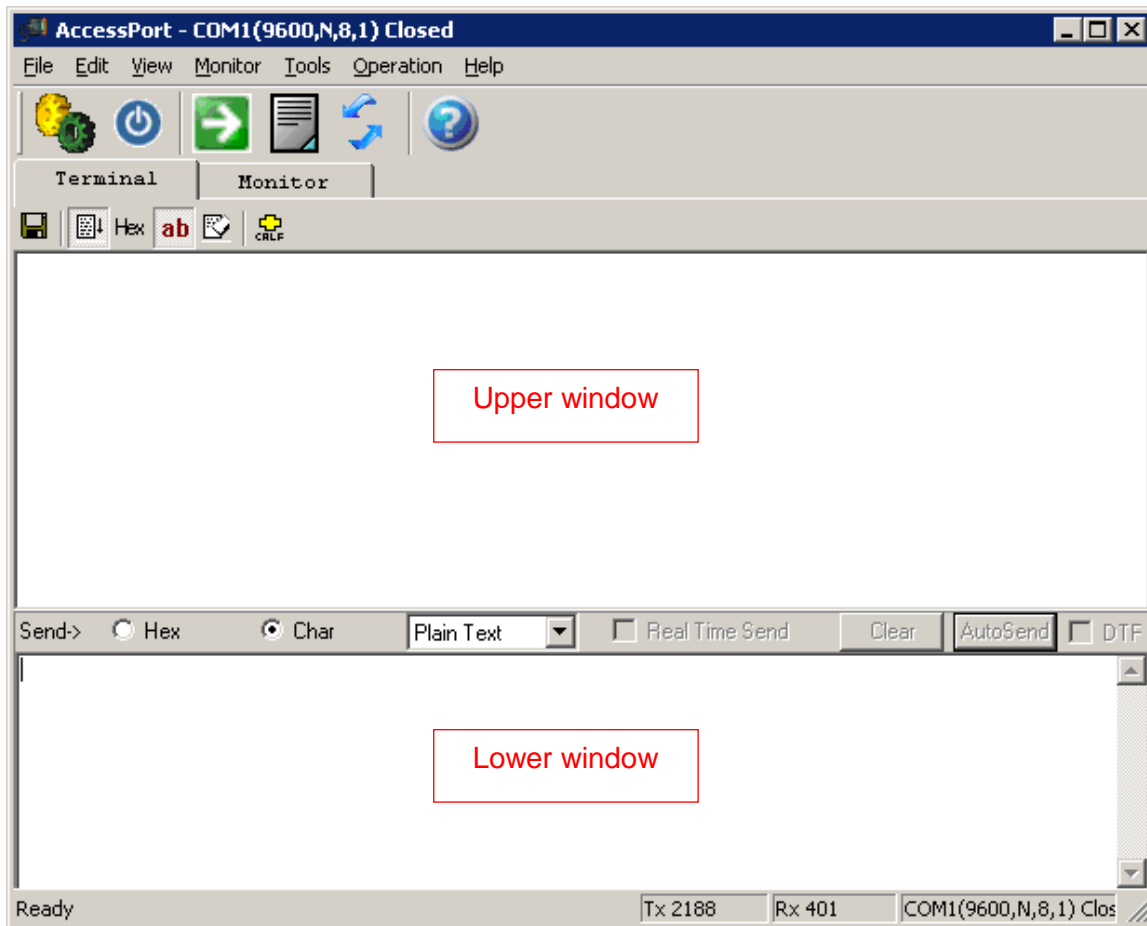 AccessPort - COM1(9600,N,8,1) Closed
File Edit View Monitor Tools Operation Help
Terminal Monitor
Hex ab CRLF
Upper window
Send-> Hex Char Plain Text Real Time Send Clear AutoSend DTF
Lower window
Ready Tx 2188 Rx 401 COM1(9600,N,8,1) Clos